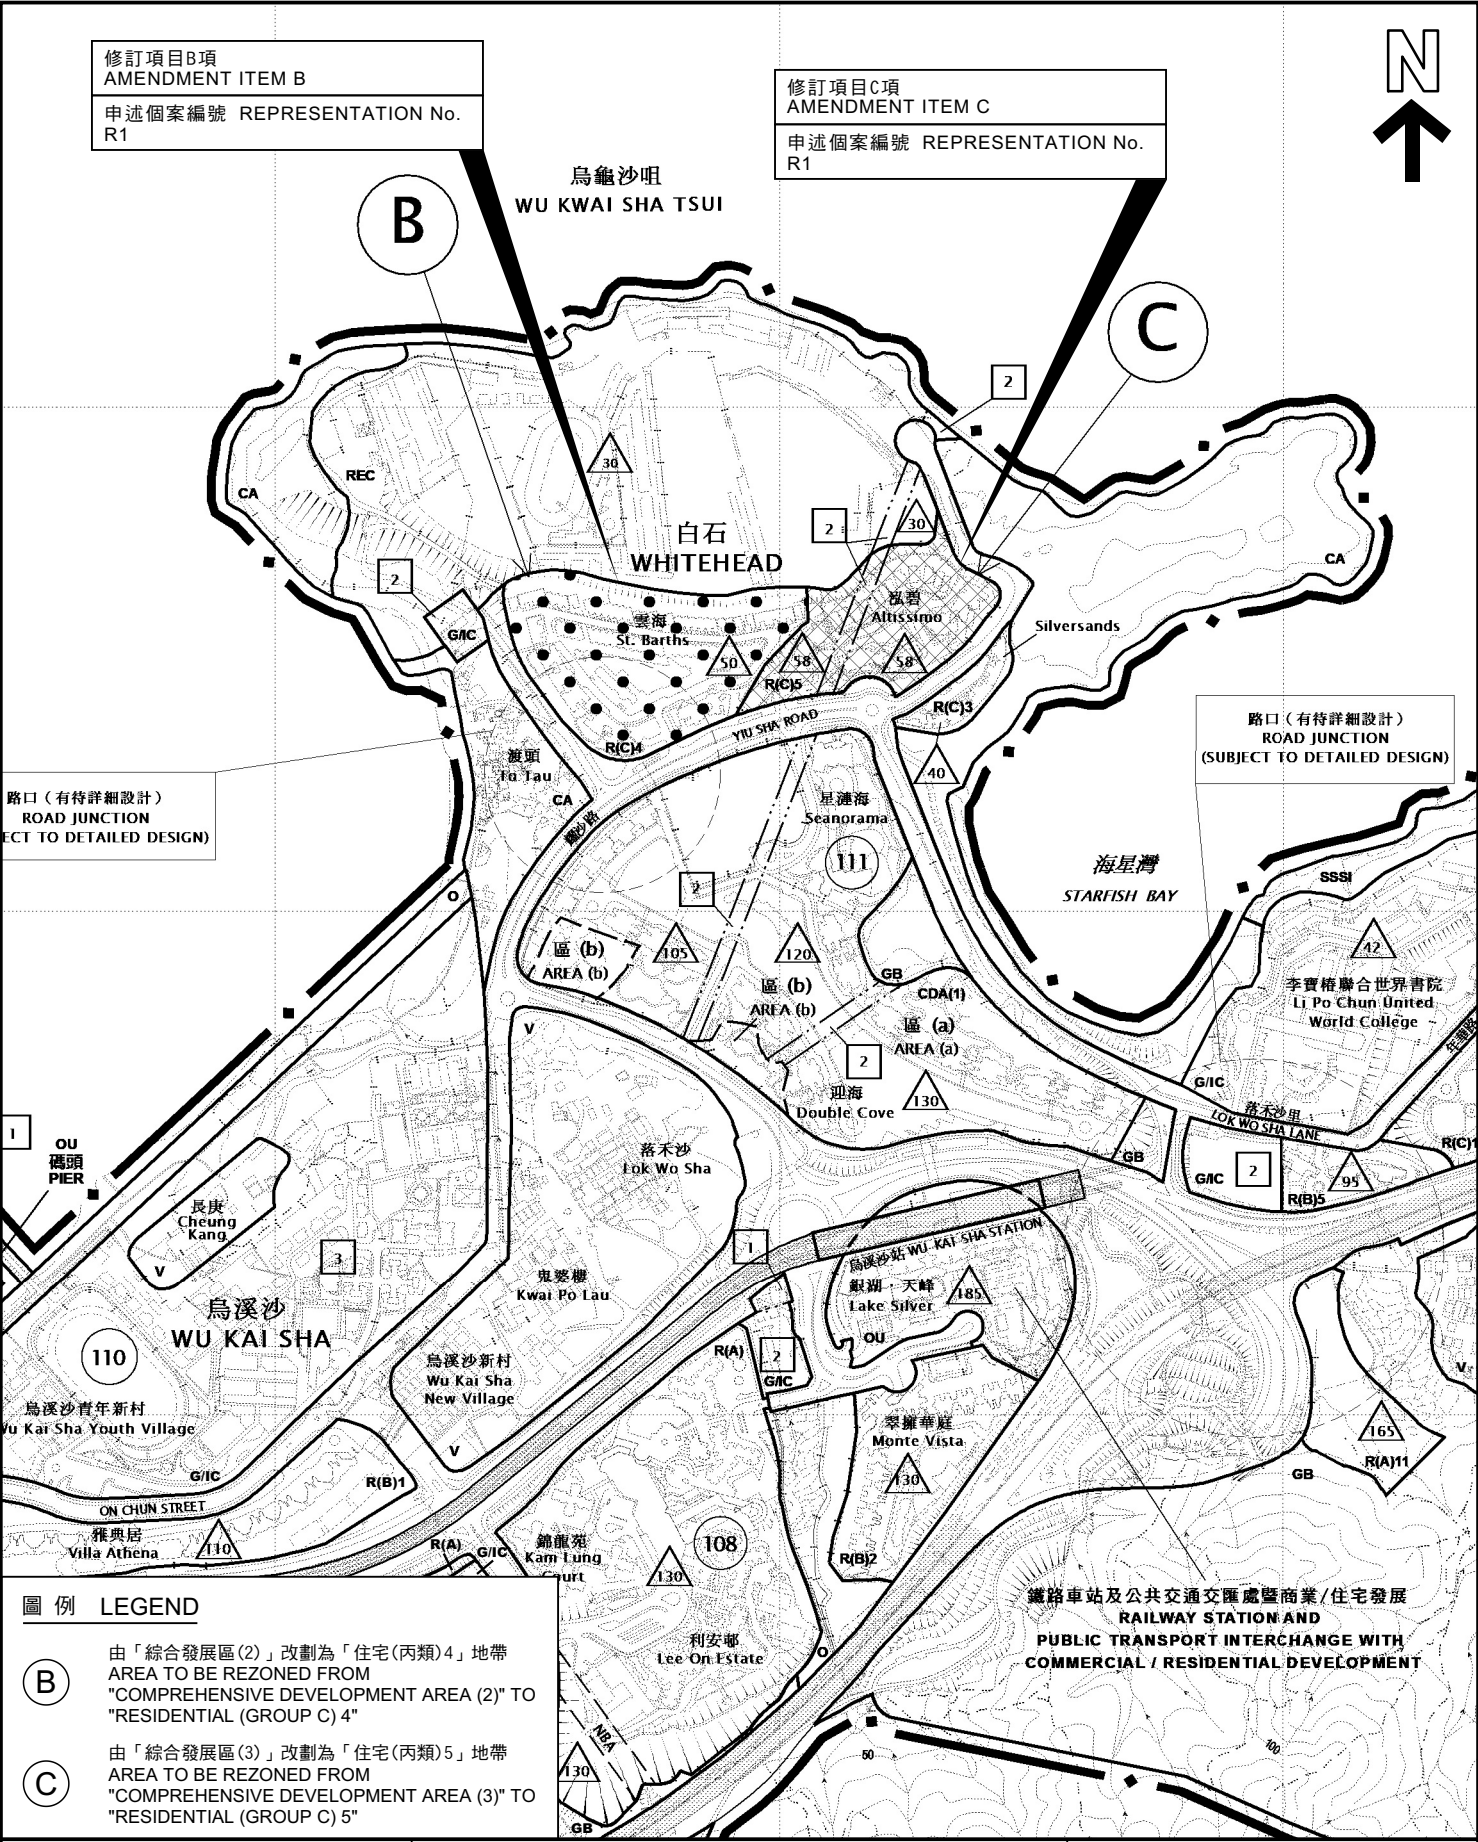 修訂項目B項
AMENDMENT ITEM B
申述個案編號 REPRESENTATION No.
R1
修訂項目C項
AMENDMENT ITEM C
申述個案編號 REPRESENTATION No.
R1
N
烏龜沙咀
WU KWAI SHA TSUI
B
C
2
30
REC
CA
白石
WHITEHEAD
2
30
CA
2
G/IC
雲海
St. Barths
50
泓碧
Altissimo
58
58
R(C)5
Silversands
R(C)3
R(C)4
YIU SHA ROAD
渡頭
To Tau
CA
40
路口（有待詳細設計）
ROAD JUNCTION
(SUBJECT TO DETAILED DESIGN)
路口（有待詳細設計）
ROAD JUNCTION
ECT TO DETAILED DESIGN)
耀沙路
星漣海
Seanorama
111
海星灣
STARFISH BAY
SSSI
O
2
區 (b)
AREA (b)
105
120
區 (b)
AREA (b)
GB
CDA(1)
區 (a)
AREA (a)
42
李寶椿聯合世界書院
Li Po Chun United
World College
V
2
迎海
Double Cove
130
G/IC
落禾沙里
LOK WO SHA LANE
1
OU
碼頭
PIER
落禾沙
Lok Wo Sha
GB
G/IC
2
R(B)5
95
R(C)1
長庚
Cheung
Kang
V
3
1
烏溪沙站 WU KAI SHA STATION
鬼婆樓
Kwai Po Lau
銀湖．天峰
Lake Silver
185
OU
烏溪沙
WU KAI SHA
110
烏溪沙新村
Wu Kai Sha
New Village
R(A)
2
G/IC
V
烏溪沙青年新村
Wu Kai Sha Youth Village
翠擁華庭
Monte Vista
130
165
R(A)11
GB
V
G/IC
R(B)1
ON CHUN STREET
雅典居
Villa Athena
110
R(A)
G/IC
錦龍苑
Kam Lung
Court
108
130
R(B)2
鐵路車站及公共交通交匯處暨商業/住宅發展
RAILWAY STATION AND
PUBLIC TRANSPORT INTERCHANGE WITH
COMMERCIAL / RESIDENTIAL DEVELOPMENT
利安邨
Lee On Estate
O
NBA
130
GB
50
100
圖 例 LEGEND
B
由「綜合發展區(2)」改劃為「住宅(丙類)4」地帶
AREA TO BE REZONED FROM
"COMPREHENSIVE DEVELOPMENT AREA (2)" TO
"RESIDENTIAL (GROUP C) 4"
C
由「綜合發展區(3)」改劃為「住宅(丙類)5」地帶
AREA TO BE REZONED FROM
"COMPREHENSIVE DEVELOPMENT AREA (3)" TO
"RESIDENTIAL (GROUP C) 5"